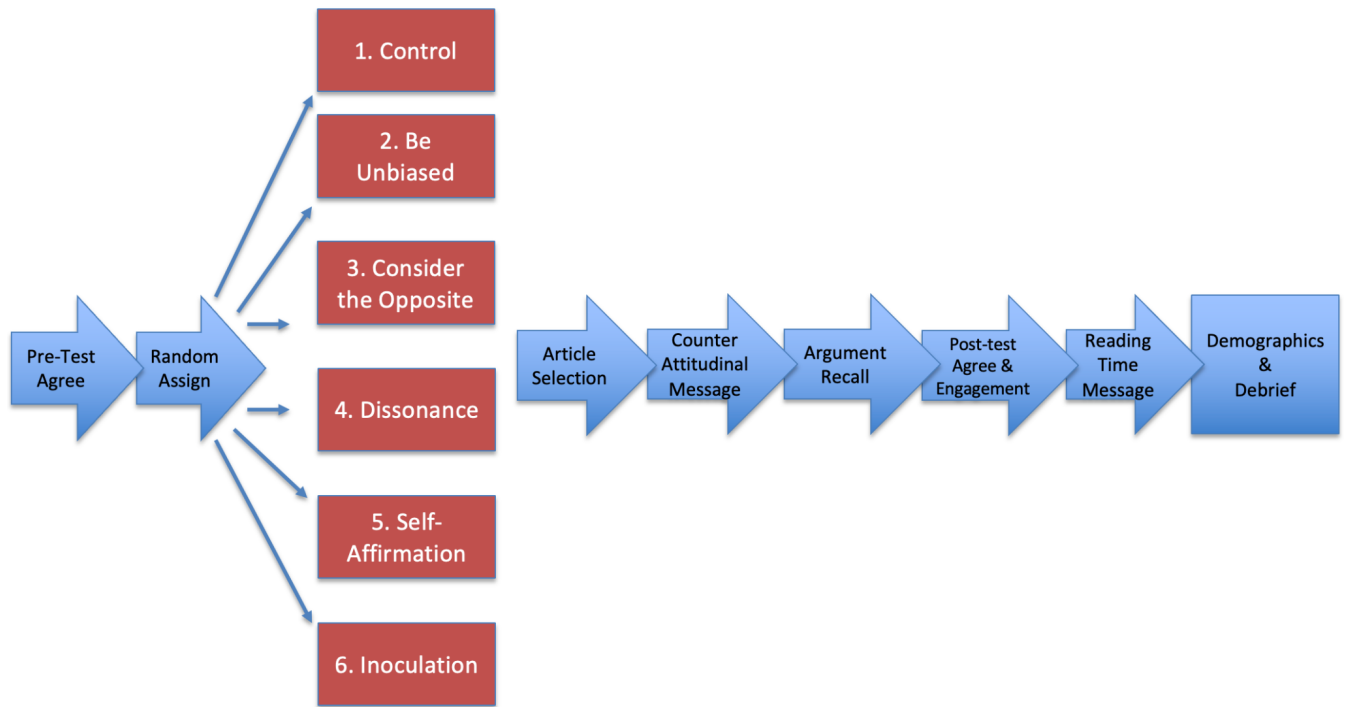 1. Control
2. Be
Unbiased
3. Consider
the Opposite
4. Dissonance
5. Self-
Affirmation
6. Inoculation
Pre-Test
Agree
Random
Assign
Article
Selection
Counter
Attitudinal
Message
Argument
Recall
Post-test
Agree &
Engagement
Reading
Time
Message
Demographics
&
Debrief